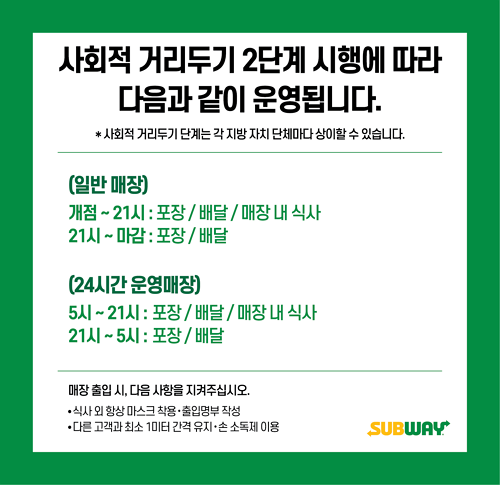 사회적 거리두기 2단계 시행에 따라
다음과 같이 운영됩니다.
* 사회적 거리두기 단계는 각 지방 자치 단체마다 상이할 수 있습니다.
(일반 매장)
개점 ~ 21시 : 포장 / 배달 / 매장 내 식사
21시 ~ 마감 : 포장 / 배달
(24시간 운영매장)
5시 ~ 21시 : 포장 / 배달 / 매장 내 식사
21시 ~ 5시 : 포장 / 배달
매장 출입 시, 다음 사항을 지켜주십시오.
• 식사 외 항상 마스크 착용 • 출입명부 작성
• 다른 고객과 최소 1미터 간격 유지 • 손 소독제 이용
SUBWAY